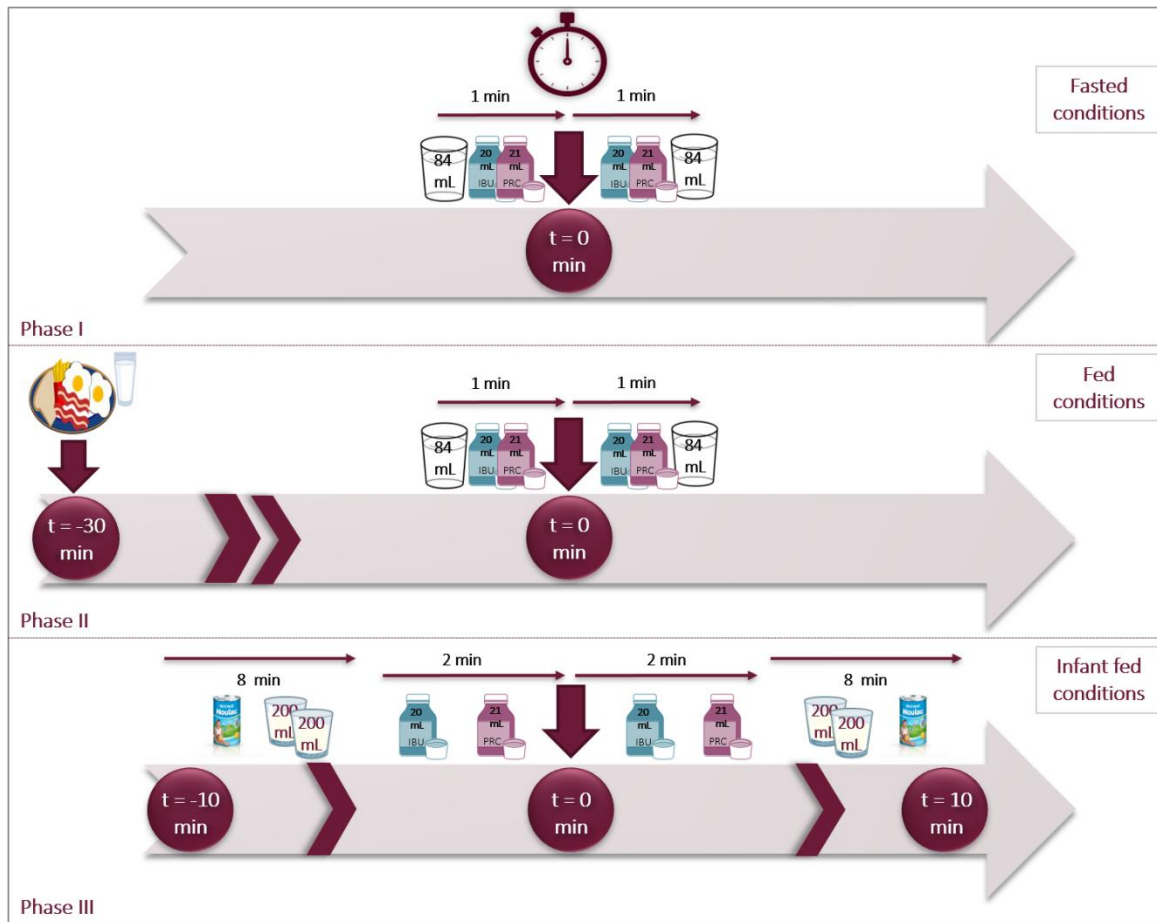 1 min
1 min
Fasted
conditions
84
mL
20
mL
IBU
21
mL
PRC
20
mL
IBU
21
mL
PRC
84
mL
t = 0
min
Phase I
1 min
1 min
Fed
conditions
84
mL
20
mL
IBU
21
mL
PRC
20
mL
IBU
21
mL
PRC
84
mL
t = -30
min
t = 0
min
Phase II
8 min
2 min
2 min
8 min
Infant fed
conditions
Noulac
200
mL
200
mL
20
mL
IBU
21
mL
PRC
20
mL
IBU
21
mL
PRC
200
mL
200
mL
Noulac
t = -10
min
t = 0
min
t = 10
min
Phase III